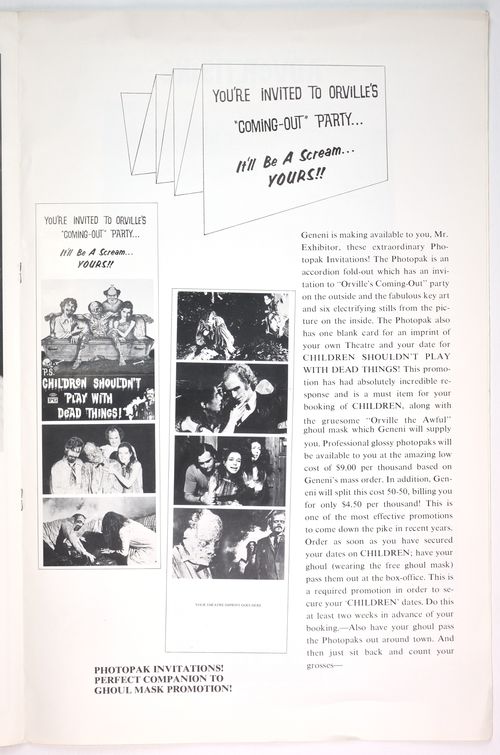 YOU'RE INVITED TO ORVILLE'S
"COMING-OUT" PARTY...
It'll Be A Scream...
YOURS!!
YOU'RE INVITED TO ORVILLE'S
"COMING-OUT" PARTY...
It'll Be A Scream...
YOURS!!
P.S.
CHILDREN SHOULDN'T
PLAY WITH
DEAD THINGS!
YOUR THEATRE IMPRINT GOES HERE
PHOTOPAK INVITATIONS!
PERFECT COMPANION TO
GHOUL MASK PROMOTION!
Geneni is making available to you, Mr.
Exhibitor, these extraordinary Pho-
topak Invitations! The Photopak is an
accordion fold-out which has an invi-
tation to "Orville's Coming-Out" party
on the outside and the fabulous key art
and six electrifying stills from the pic-
ture on the inside. The Photopak also
has one blank card for an imprint of
your own Theatre and your date for
CHILDREN SHOULDN'T PLAY
WITH DEAD THINGS! This promo-
tion has had absolutely incredible re-
sponse and is a must item for your
booking of CHILDREN, along with
the gruesome "Orville the Awful"
ghoul mask which Geneni will supply
you. Professional glossy photopaks will
be available to you at the amazing low
cost of $9.00 per thousand based on
Geneni's mass order. In addition, Gen-
eni will split this cost 50-50, billing you
for only $4.50 per thousand! This is
one of the most effective promotions
to come down the pike in recent years.
Order as soon as you have secured
your dates on CHILDREN; have your
ghoul (wearing the free ghoul mask)
pass them out at the box-office. This is
a required promotion in order to se-
cure your 'CHILDREN' dates. Do this
at least two weeks in advance of your
booking.—Also have your ghoul pass
the Photopaks out around town. And
then just sit back and count your
grosses—